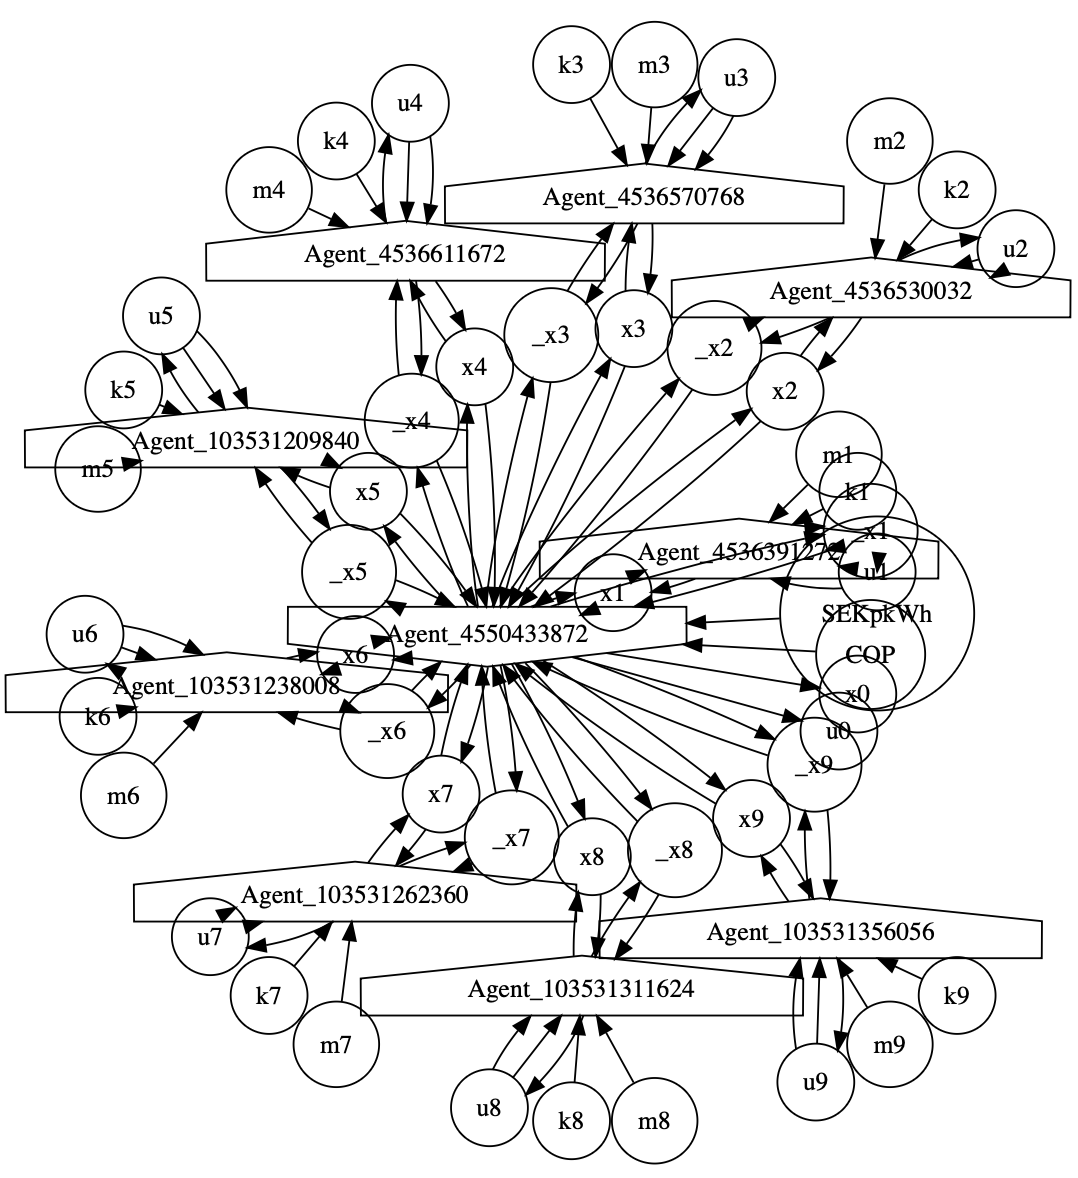 k3
m3
u3
u4
k4
m4
m2
k2
u2
Agent_4536570768
Agent_4536611672
Agent_4536530032
u5
_x3
x3
_x2
x4
x2
k5
_x4
Agent_103531209840
m5
m1
k1
x5
_x1
Agent_4536391272
u1
_x5
x1
SEKpkWh
u6
Agent_4550433872
x6
COP
Agent_103531238008
x0
k6
_x6
u0
_x9
m6
x7
x9
_x7
x8
_x8
Agent_103531262360
u7
Agent_103531356056
Agent_103531311624
k7
k9
m7
m9
u9
u8
k8
m8